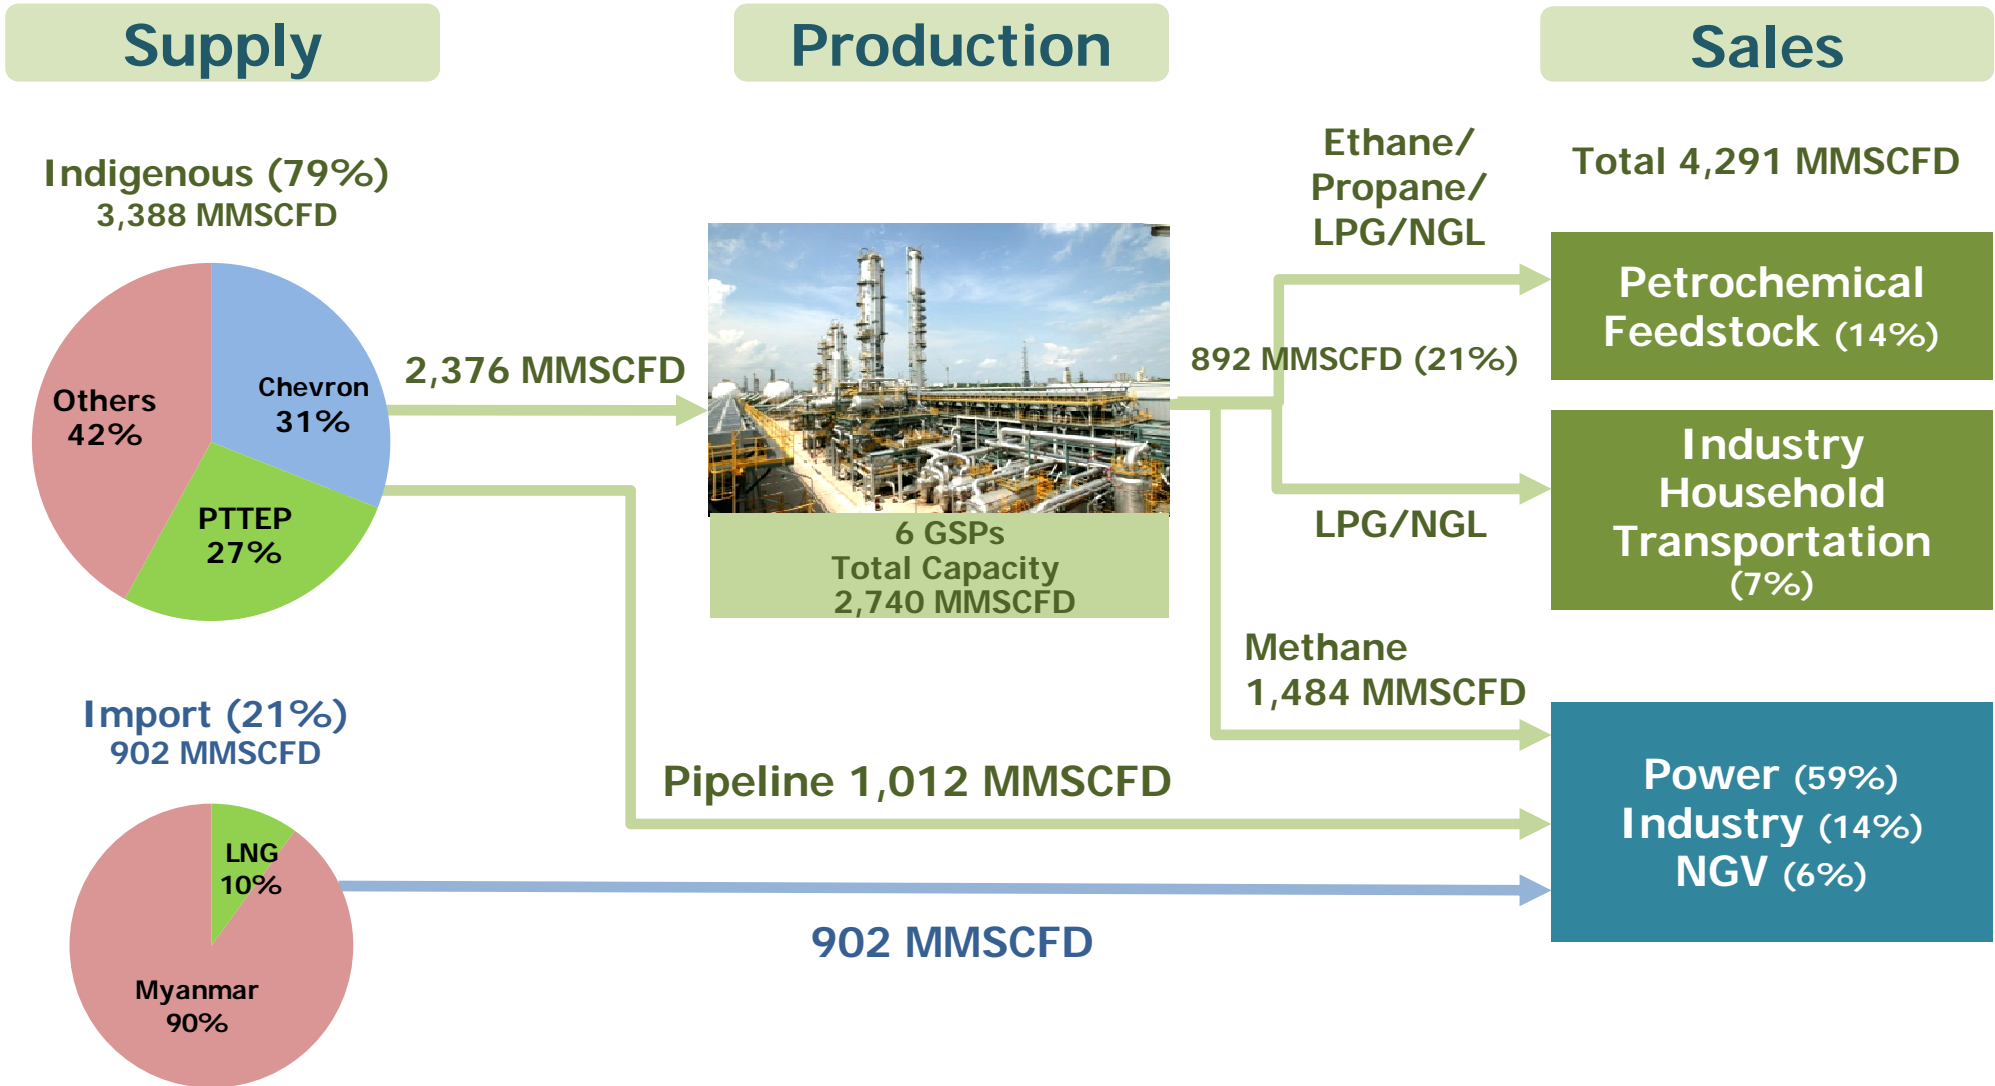 Supply
Production
Sales
Indigenous (79%)
3,388 MMSCFD
Others
42%
Chevron
31%
PTTEP
27%
2,376 MMSCFD
6 GSPs
Total Capacity
2,740 MMSCFD
Ethane/
Propane/
LPG/NGL
892 MMSCFD (21%)
LPG/NGL
Methane
1,484 MMSCFD
Total 4,291 MMSCFD
Petrochemical
Feedstock (14%)
Industry
Household
Transportation
(7%)
Import (21%)
902 MMSCFD
LNG
10%
Myanmar
90%
Pipeline 1,012 MMSCFD
902 MMSCFD
Power (59%)
Industry (14%)
NGV (6%)